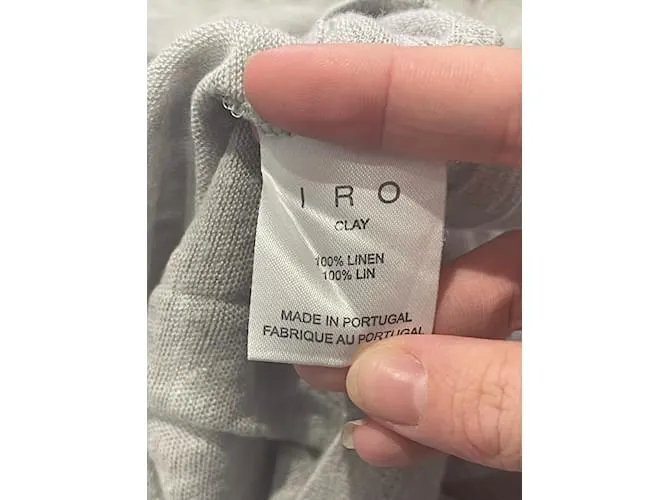 IRO
CLAY
100% LINEN
100% LIN
MADE IN PORTUGAL
FABRIQUE AU PORTUGAL